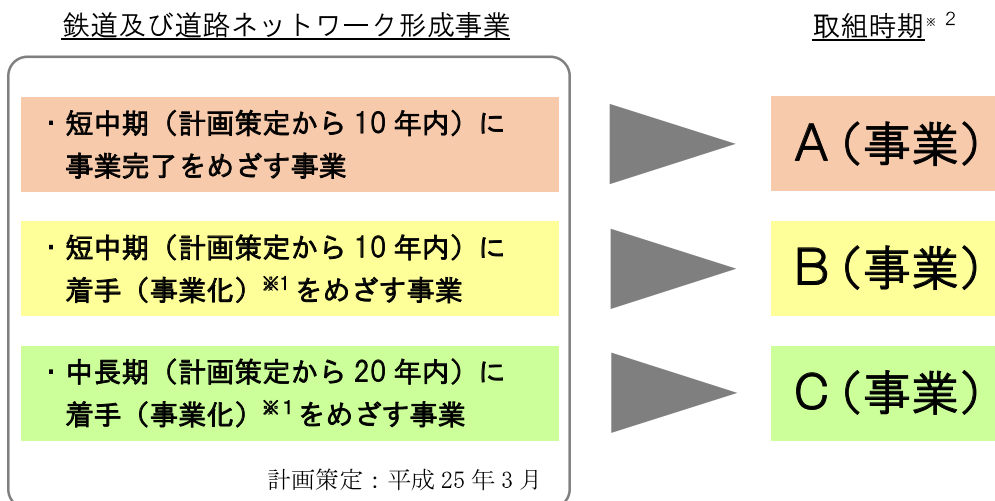 鉄道及び道路ネットワーク形成事業
取組時期※2
・短中期（計画策定から10年内）に
事業完了をめざす事業
A（事業）
・短中期（計画策定から10年内）に
着手（事業化）※1をめざす事業
B（事業）
・中長期（計画策定から20年内）に
着手（事業化）※1をめざす事業
C（事業）
計画策定：平成25年3月